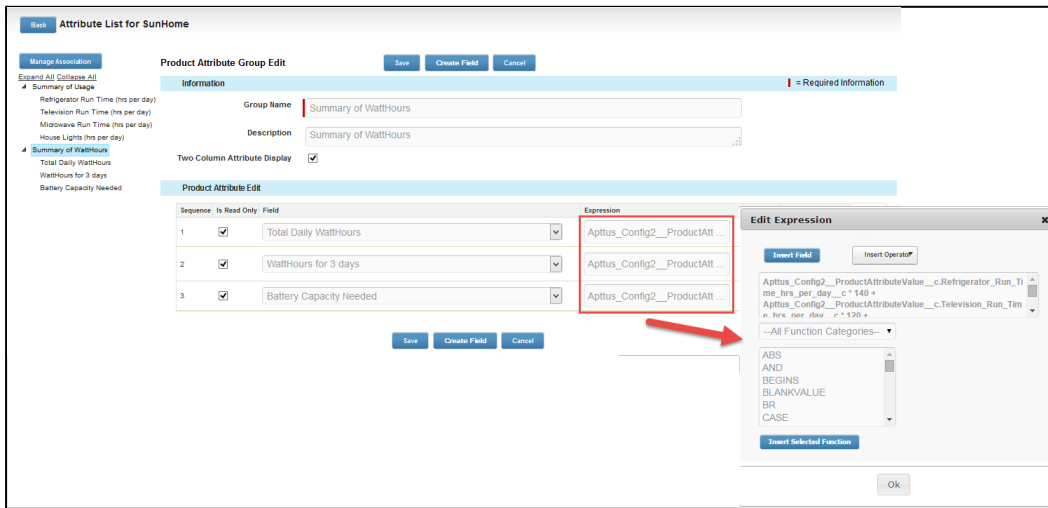 Back Attribute List for SunHome
Manage Association
Expand All Collapse All
Summary of Usage
Refrigerator Run Time (hrs per day)
Television Run Time (hrs per day)
Microwave Run Time (hrs per day)
House Lights (hrs per day)
Summary of WattHours
Total Daily WattHours
WattHours for 3 days
Battery Capacity Needed
Product Attribute Group Edit Save Create Field Cancel
Information = Required Information
Group Name Summary of WattHours
Description Summary of WattHours
Two Column Attribute Display
Product Attribute Edit
Sequence Is Read Only Field Expression
1 Total Daily WattHours Apttus_Config2__ProductAtt ...
2 WattHours for 3 days Apttus_Config2__ProductAtt ...
3 Battery Capacity Needed Apttus_Config2__ProductAtt ...
Save Create Field Cancel
Edit Expression x
Insert Field Insert Operator
Apttus_Config2__ProductAttributeValue__c.Refrigerator_Run_Ti
me_hrs_per_day__c * 140 +
Apttus_Config2__ProductAttributeValue__c.Television_Run_Tim
e_hrs_per_day__c * 120 +
--All Function Categories--
ABS
AND
BEGINS
BLANKVALUE
BR
CASE
Insert Selected Function
Ok